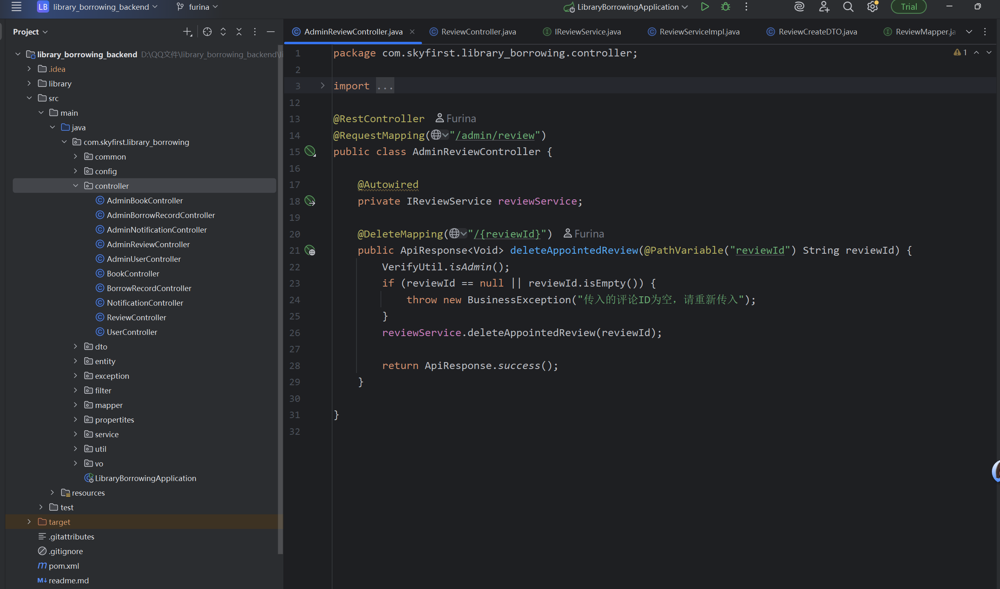 LB library_borrowing_backend furina LibraryBorrowingApplication Trial
Project
AdminReviewController.java ReviewController.java IReviewService.java ReviewServiceImpl.java ReviewCreateDTO.java ReviewMapper.ja
library_borrowing_backend D:\QQ文件\library_borrowing_backend\li
.idea
library
src
main
java
com.skyfirst.library_borrowing
common
config
controller
AdminBookController
AdminBorrowRecordController
AdminNotificationController
AdminReviewController
AdminUserController
BookController
BorrowRecordController
NotificationController
ReviewController
UserController
dto
entity
exception
filter
mapper
propertites
service
util
vo
LibraryBorrowingApplication
resources
test
target
.gitattributes
.gitignore
pom.xml
readme.md
1 package com.skyfirst.library_borrowing.controller;
1
2
3 import ...
12
13 @RestController Furina
14 @RequestMapping("/admin/review")
15 public class AdminReviewController {
16
17 @Autowired
18 private IReviewService reviewService;
19
20 @DeleteMapping("/{reviewId}") Furina
21 public ApiResponse<Void> deleteAppointedReview(@PathVariable("reviewId") String reviewId) {
22 VerifyUtil.isAdmin();
23 if (reviewId == null || reviewId.isEmpty()) {
24 throw new BusinessException("传入的评论ID为空，请重新传入");
25 }
26 reviewService.deleteAppointedReview(reviewId);
27
28 return ApiResponse.success();
29 }
30
31 }
32